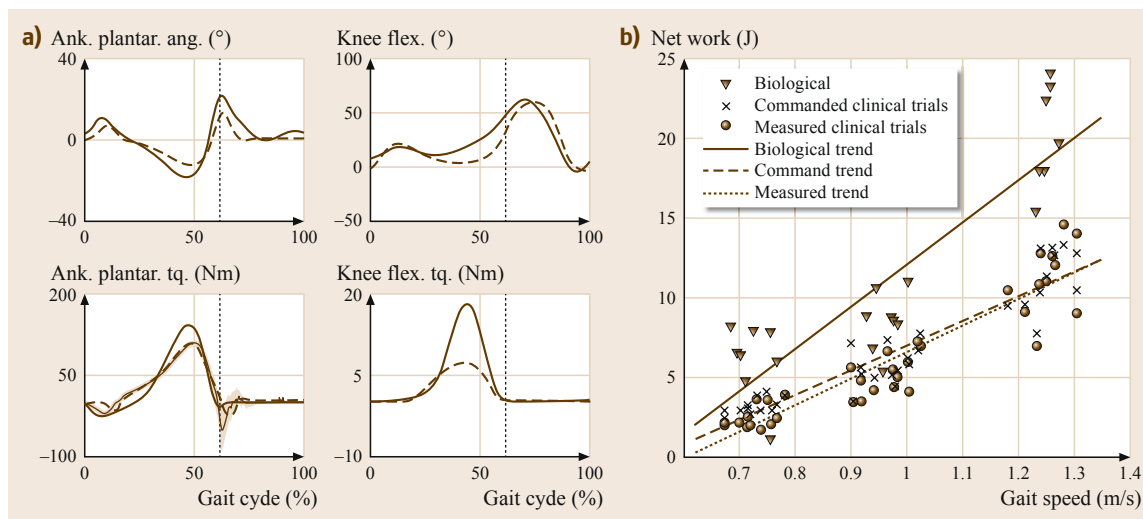 a) Ank. plantar. ang. (°)
40
0
–40
0
50
100
Knee flex. (°)
100
50
0
–50
0
50
100
Ank. plantar. tq. (Nm)
200
50
–100
0
50
100
Gait cyde (%)
Knee flex. tq. (Nm)
20
5
–10
0
50
100
Gait cyde (%)
b) Net work (J)
25
20
15
10
5
0
Biological
Commanded clinical trials
Measured clinical trials
Biological trend
Command trend
Measured trend
0.7
0.8
0.9
1
1.1
1.2
1.3
1.4
Gait speed (m/s)